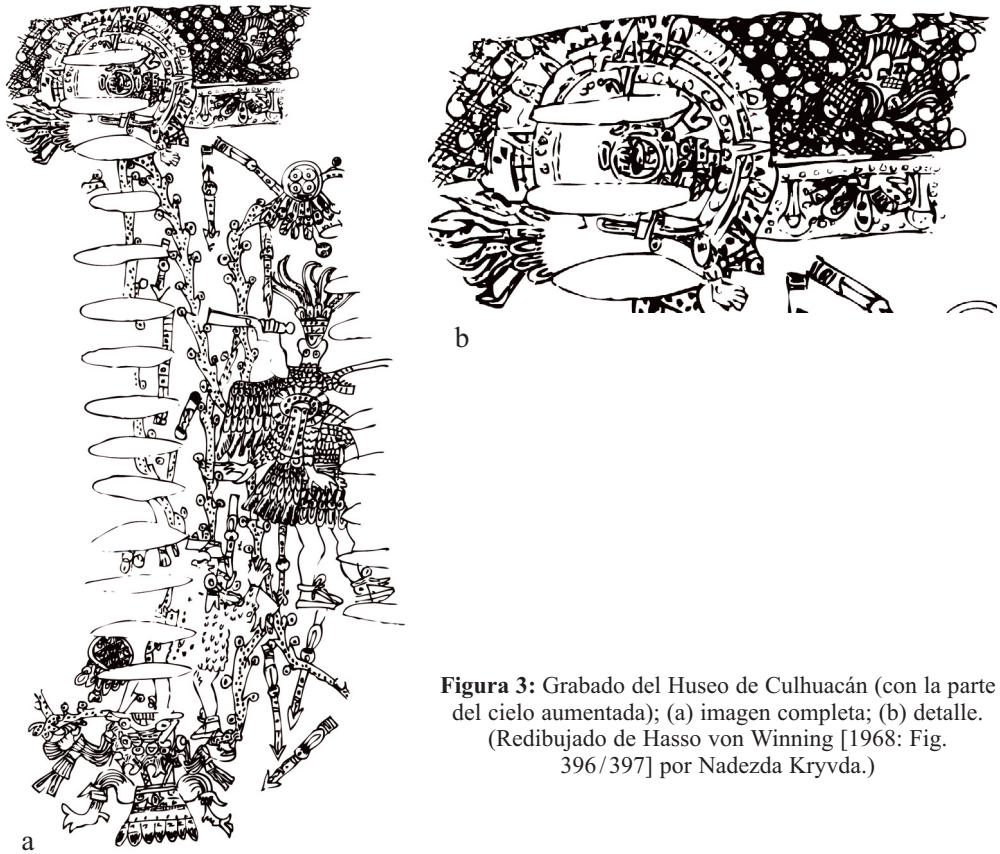 b
Figura 3: Grabado del Huseo de Culhuacán (con la parte
del cielo aumentada); (a) imagen completa; (b) detalle.
(Redibujado de Hasso von Winning [1968: Fig.
396/397] por Nadezda Kryvda.)
a